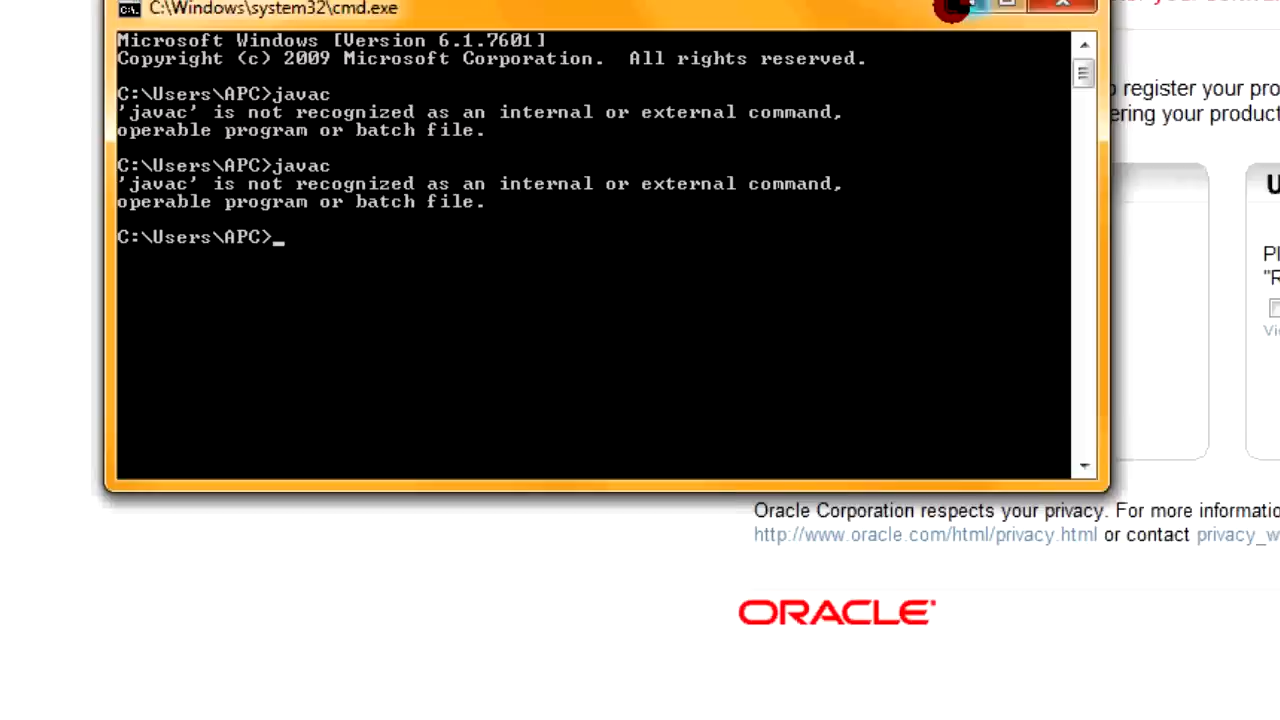 C:\Windows\system32\cmd.exe
Microsoft Windows [Version 6.1.7601]
Copyright (c) 2009 Microsoft Corporation.  All rights reserved.
C:\Users\APC>javac
'javac' is not recognized as an internal or external command,
operable program or batch file.
C:\Users\APC>javac
'javac' is not recognized as an internal or external command,
operable program or batch file.
C:\Users\APC>_
register your pro
ering your product
Oracle Corporation respects your privacy. For more informatio
http://www.oracle.com/html/privacy.html or contact privacy_w
ORACLE